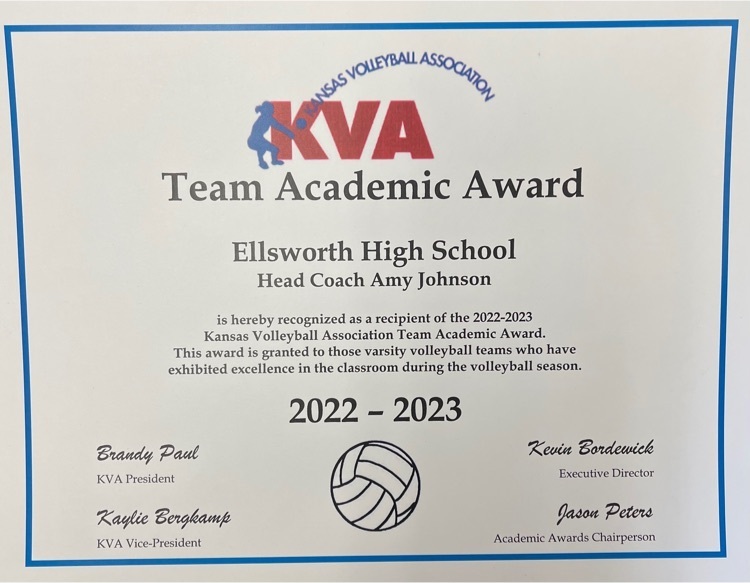 KANSAS VOLLEYBALL ASSOCIATION
KVA
Team Academic Award
Ellsworth High School
Head Coach Amy Johnson
is hereby recognized as a recipient of the 2022-2023
Kansas Volleyball Association Team Academic Award.
This award is granted to those varsity volleyball teams who have
exhibited excellence in the classroom during the volleyball season.
2022 – 2023
Brandy Paul
KVA President
Kevin Bordewick
Executive Director
Kaylie Bergkamp
KVA Vice-President
Jason Peters
Academic Awards Chairperson